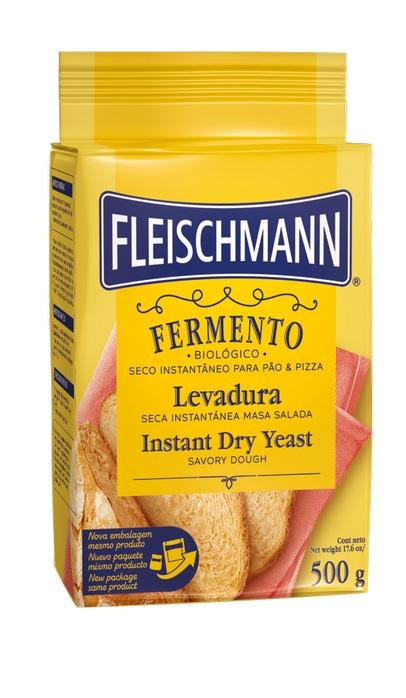 FLEISCHMANN®
FERMENTO
• BIOLÓGICO •
SECO INSTANTÂNEO PARA PÃO & PIZZA
Levadura
SECA INSTANTÁNEA MASA SALADA
Instant Dry Yeast
SAVORY DOUGH
Nova embalagem
mesmo produto
Nuevo paquete
mismo producto
New package
same product
Cont neto
Net weight 17.6 oz/
500 g